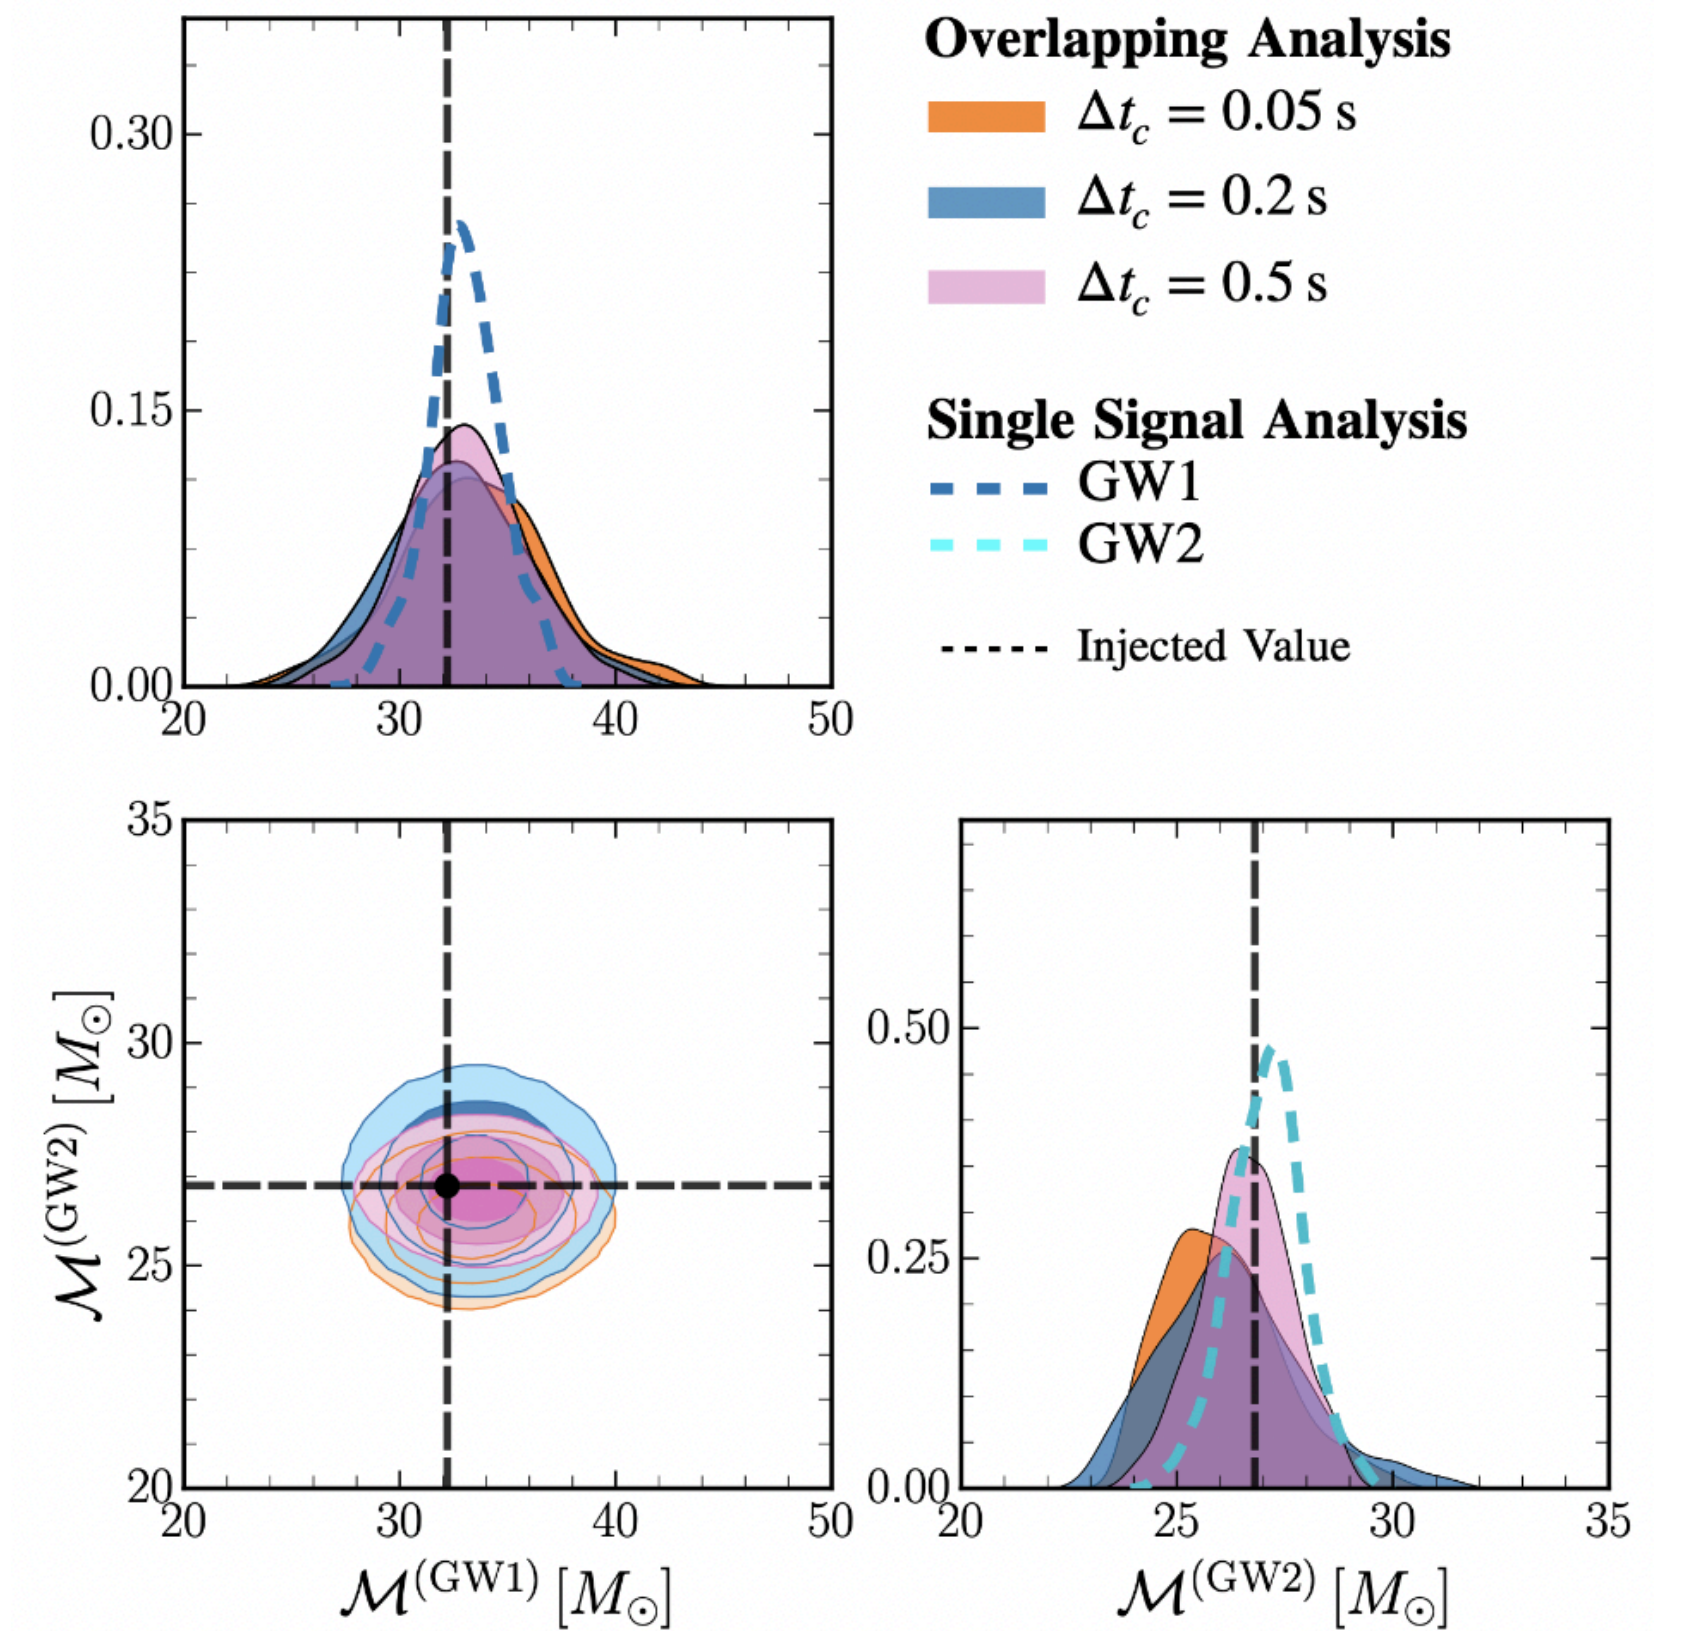 Overlapping Analysis
Δt_c = 0.05 s
Δt_c = 0.2 s
Δt_c = 0.5 s
Single Signal Analysis
GW1
GW2
Injected Value
0.30
0.15
0.00
20 30 40 50
35
30
25
20
20 30 40 50
ℳ^(GW2) [M_⊙]
ℳ^(GW1) [M_⊙]
0.50
0.25
0.00
20 25 30 35
ℳ^(GW2) [M_⊙]